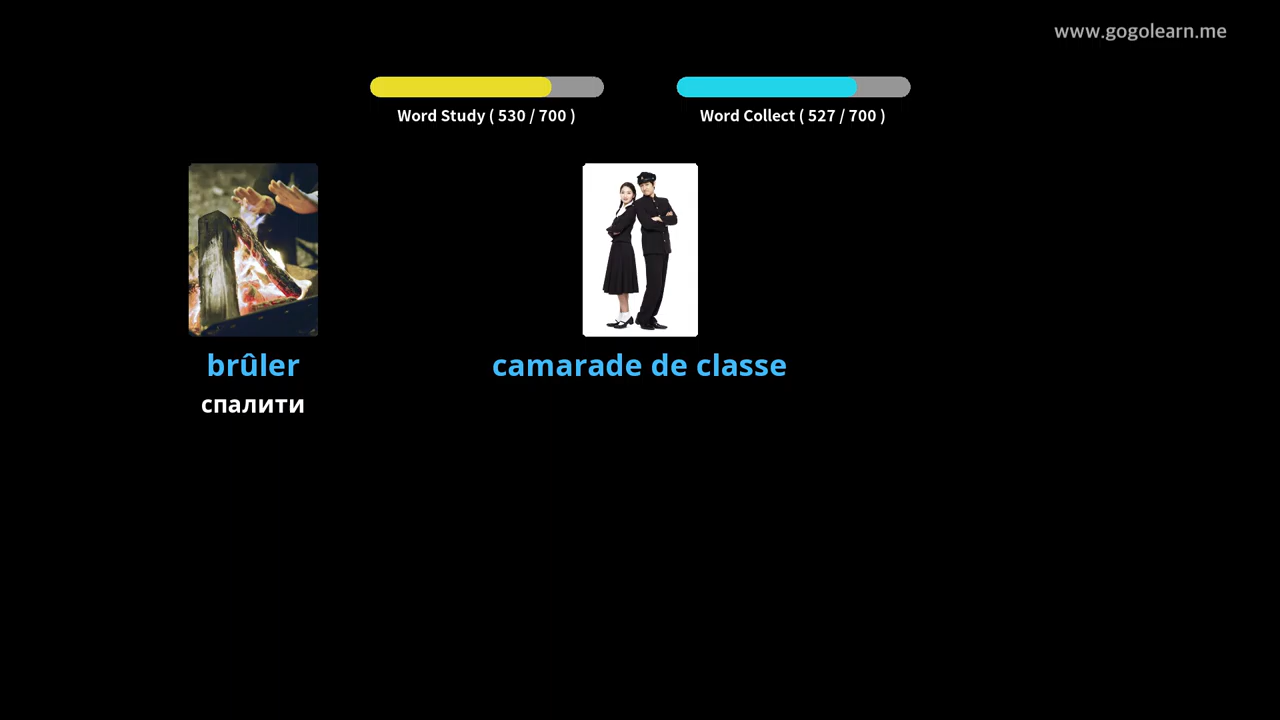 www.gogolearn.me
Word Study ( 530 / 700 )
Word Collect ( 527 / 700 )
brûler
спалити
camarade de classe